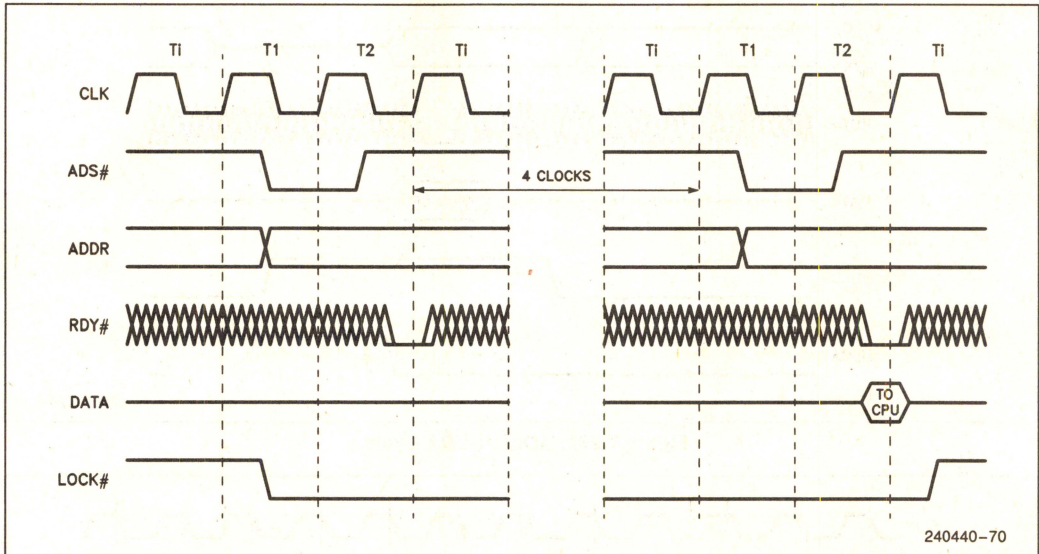 Ti T1 T2 Ti Ti T1 T2 Ti
CLK
ADS#
4 CLOCKS
ADDR
RDY#
DATA
TO
CPU
LOCK#
240440-70